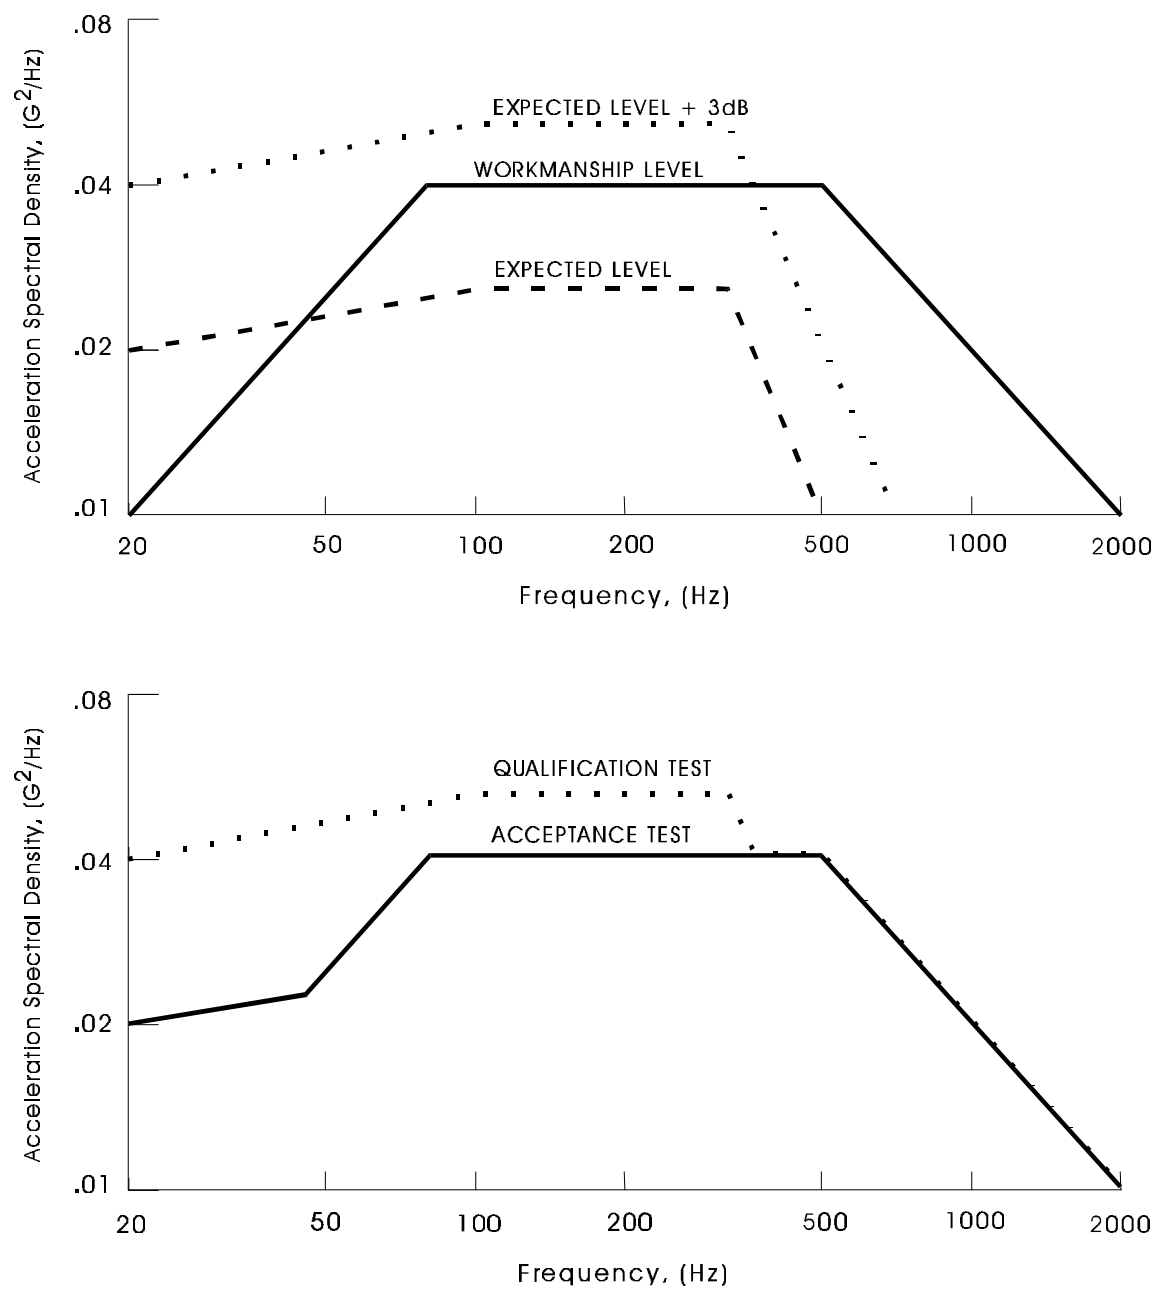 .08
EXPECTED LEVEL + 3dB
WORKMANSHIP LEVEL
.04
EXPECTED LEVEL
.02
.01
20 50 100 200 500 1000 2000
Frequency, (Hz)
Acceleration Spectral Density, (G²/Hz)
.08
QUALIFICATION TEST
ACCEPTANCE TEST
.04
.02
.01
20 50 100 200 500 1000 2000
Frequency, (Hz)
Acceleration Spectral Density, (G²/Hz)